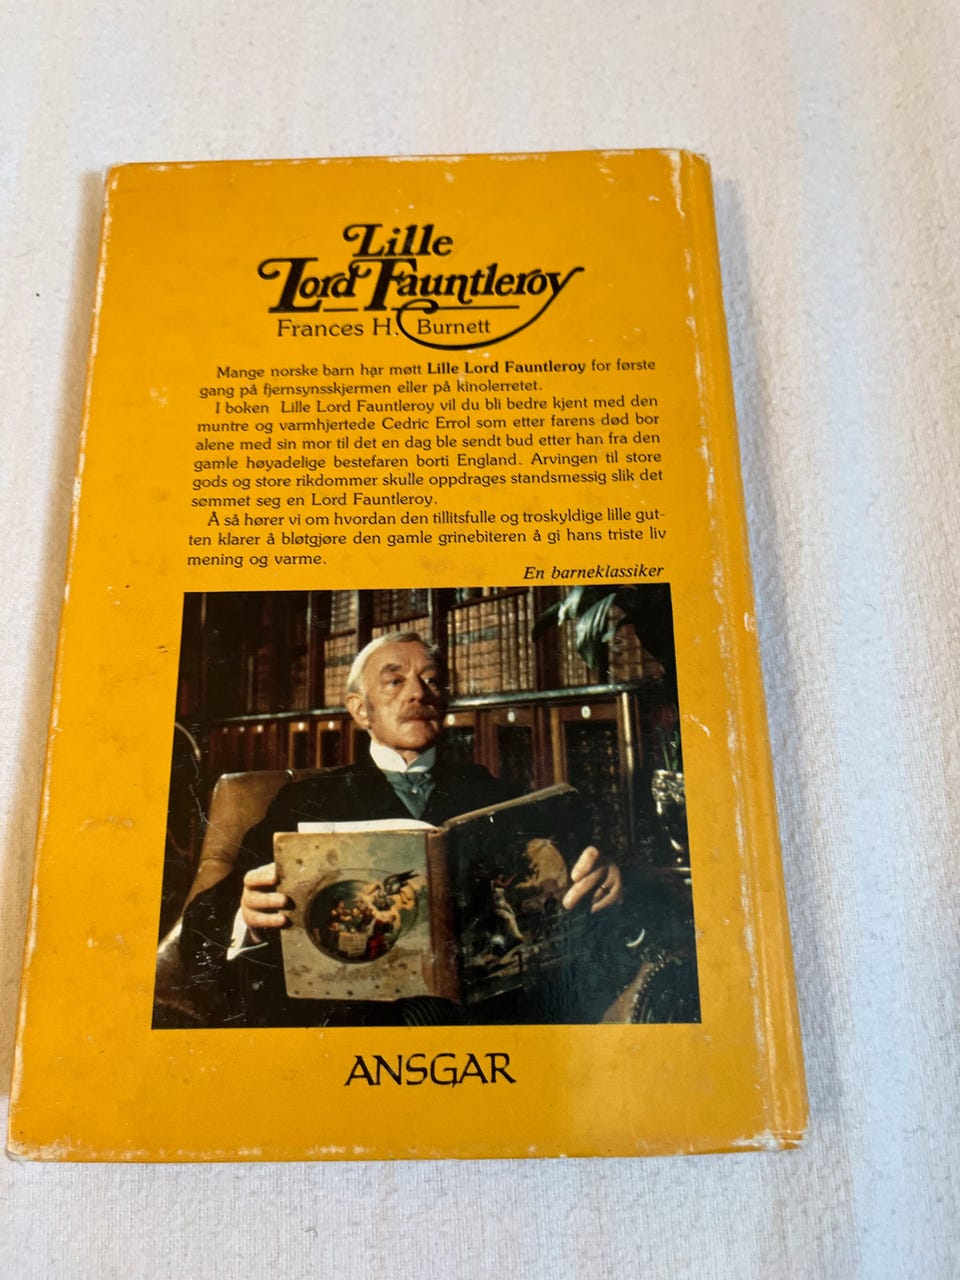 Lille
Lord Fauntleroy
Frances H. Burnett
Mange norske barn har møtt Lille Lord Fauntleroy for første
gang på fjernsynsskjermen eller på kinolerretet.
I boken Lille Lord Fauntleroy vil du bli bedre kjent med den
muntre og varmhjertede Cedric Errol som etter farens død bor
alene med sin mor til det en dag ble sendt bud etter han fra den
gamle høyadelige bestefaren borti England. Arvingen til store
gods og store rikdommer skulle oppdrages standsmessig slik det
sømmet seg en Lord Fauntleroy.
Å så hører vi om hvordan den tillitsfulle og troskyldige lille gut-
ten klarer å bløtgjøre den gamle grinebiteren å gi hans triste liv
mening og varme.
En barneklassiker
ANSGAR